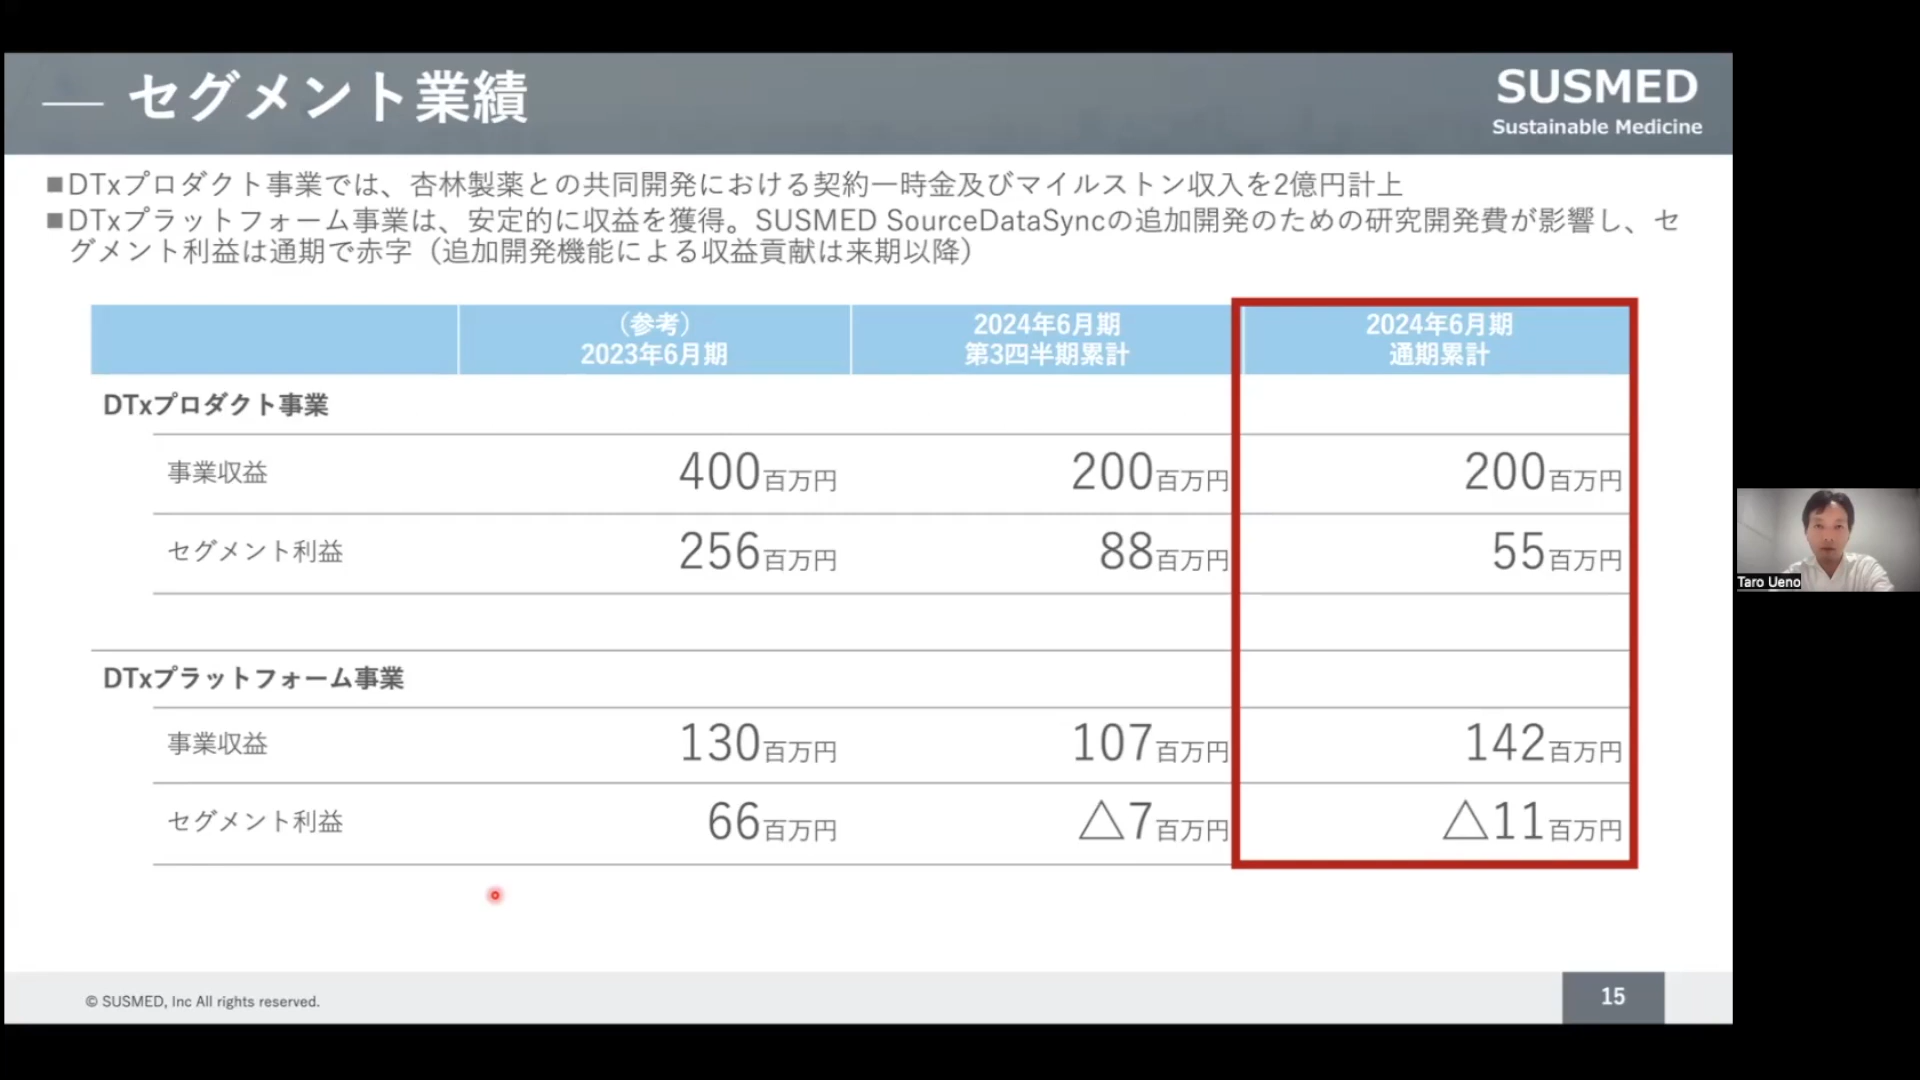 セグメント業績
SUSMED
Sustainable Medicine
■DTxプロダクト事業では、杏林製薬との共同開発における契約一時金及びマイルストン収入を2億円計上
■DTxプラットフォーム事業は、安定的に収益を獲得。SUSMED SourceDataSyncの追加開発のための研究開発費が影響し、セ
グメント利益は通期で赤字（追加開発機能による収益貢献は来期以降）
（参考）
2023年6月期
2024年6月期
第3四半期累計
2024年6月期
通期累計
DTxプロダクト事業
事業収益 400百万円 200百万円 200百万円
セグメント利益 256百万円 88百万円 55百万円
DTxプラットフォーム事業
事業収益 130百万円 107百万円 142百万円
セグメント利益 66百万円 △7百万円 △11百万円
Taro Ueno
© SUSMED, Inc All rights reserved.
15